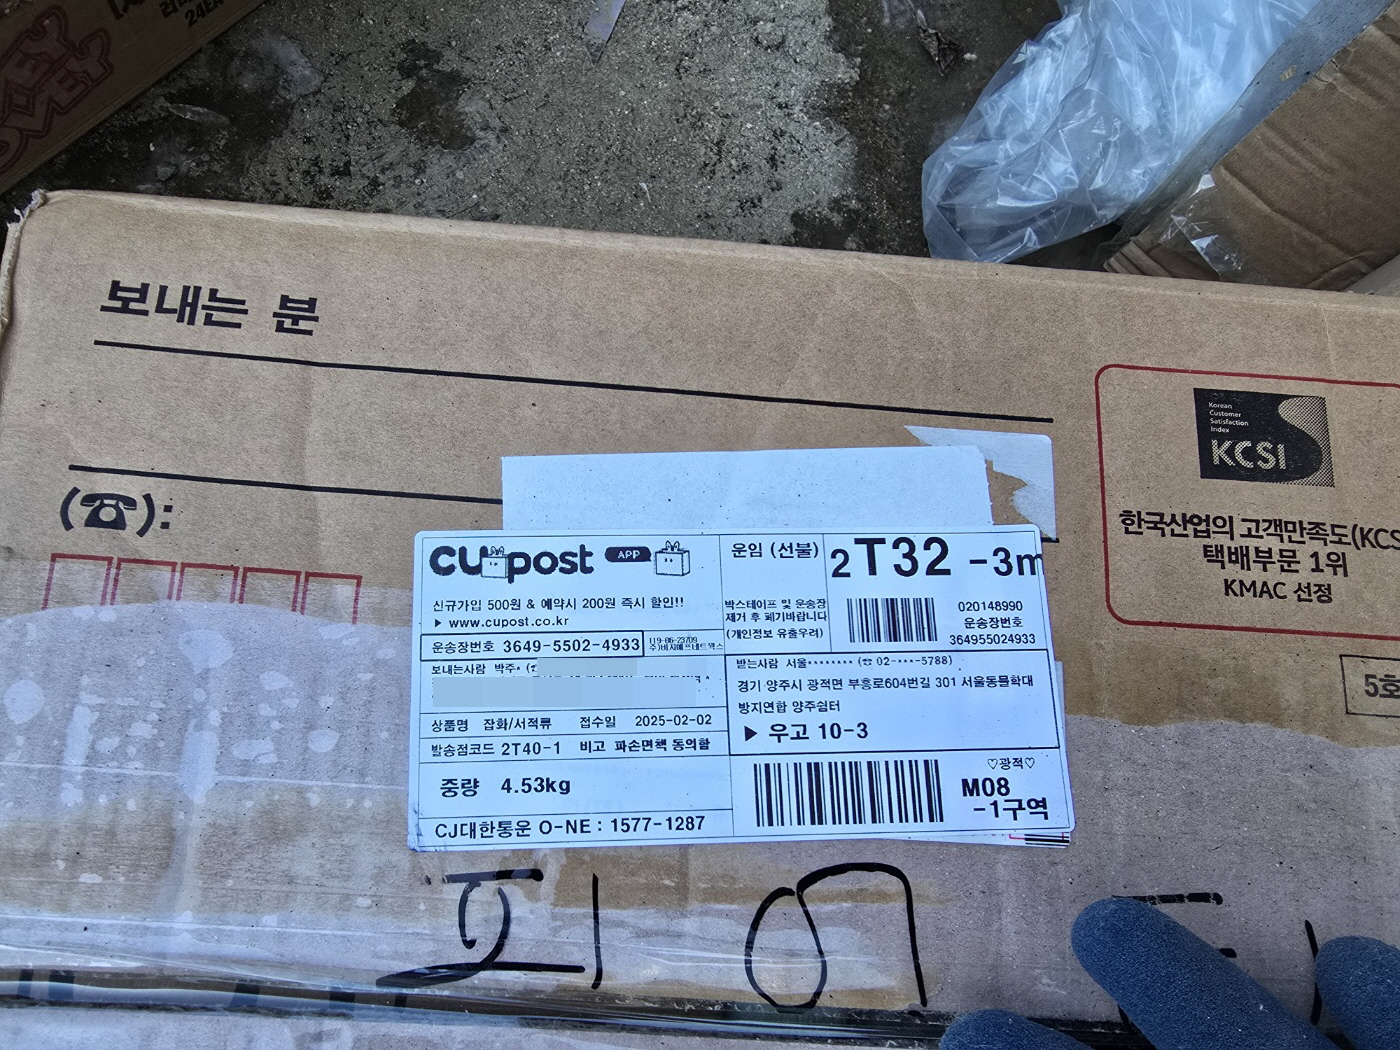 24EA
보내는 분
(☎):
Korean
Customer
Satisfaction
Index
KCSI
한국산업의 고객만족도(KCS
택배부문 1위
KMAC 선정
5호
CUpost APP
신규가입 500원 & 예약시 200원 즉시 할인!!
▶ www.cupost.co.kr
운송장번호 3649-5502-4933
보내는사람 박주*
상품명 잡화/서적류 접수일 2025-02-02
발송점코드 2T40-1 비고 파손면책 동의함
중량 4.53kg
CJ대한통운 O-NE : 1577-1287
운임 (선불)
2T32 -3m
박스테이프 및 운송장
제거 후 폐기바랍니다
(개인정보 유출우려)
020148990
운송장번호
364955024933
받는사람 서울******** (☎ 02-***-5788)
경기 양주시 광적면 부흥로604번길 301 서울동물학대
방지연합 양주쉼터
▶ 우고 10-3
♡광적♡
M08
-1구역